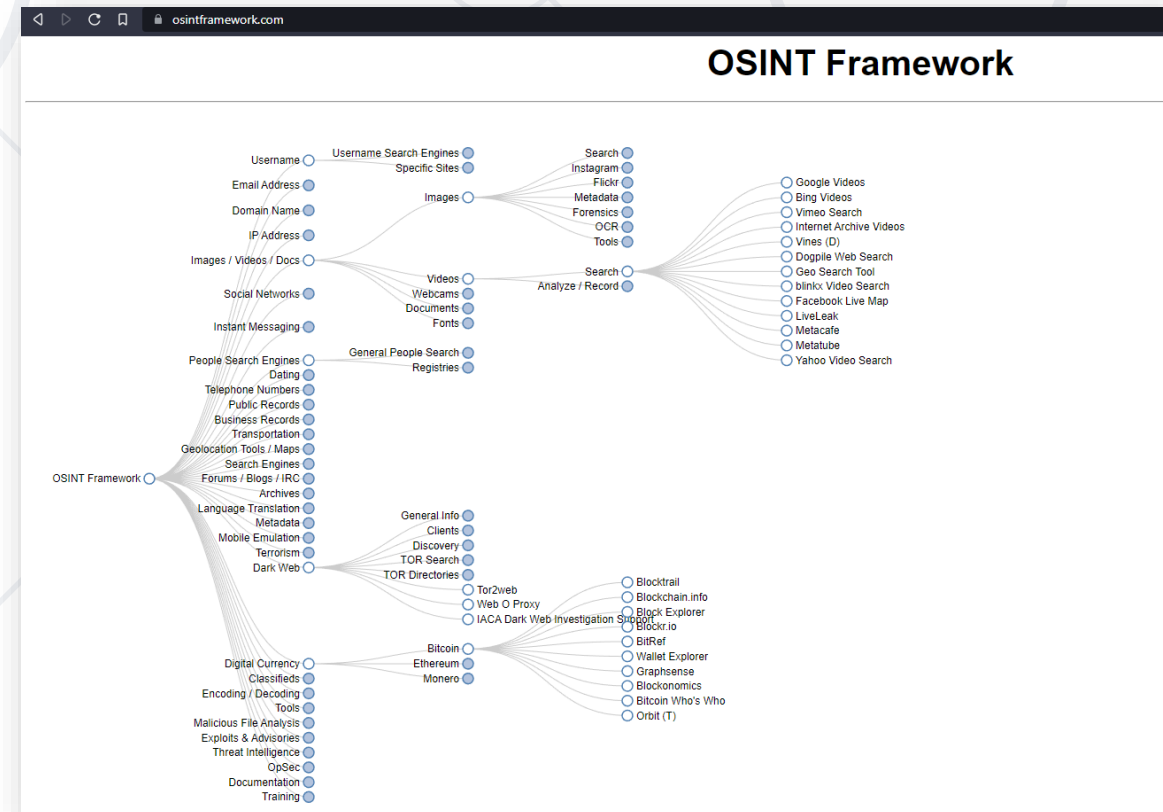 osintframework.com
OSINT Framework
OSINT Framework
Username
Username Search Engines
Specific Sites
Email Address
Domain Name
IP Address
Images / Videos / Docs
Images
Search
Instagram
Flickr
Metadata
Forensics
OCR
Tools
Videos
Search
Google Videos
Bing Videos
Vimeo Search
Internet Archive Videos
Vines (D)
Dogpile Web Search
Geo Search Tool
blinkx Video Search
Facebook Live Map
LiveLeak
Metacafe
Metatube
Yahoo Video Search
Analyze / Record
Webcams
Documents
Fonts
Social Networks
Instant Messaging
People Search Engines
General People Search
Registries
Dating
Telephone Numbers
Public Records
Business Records
Transportation
Geolocation Tools / Maps
Search Engines
Forums / Blogs / IRC
Archives
Language Translation
Metadata
Mobile Emulation
Terrorism
Dark Web
General Info
Clients
Discovery
TOR Search
TOR Directories
Tor2web
Web O Proxy
IACA Dark Web Investigation Support
Digital Currency
Bitcoin
Blocktrail
Blockchain.info
Block Explorer
Blockr.io
BitRef
Wallet Explorer
Graphsense
Blockonomics
Bitcoin Who's Who
Orbit (T)
Ethereum
Monero
Classifieds
Encoding / Decoding
Tools
Malicious File Analysis
Exploits & Advisories
Threat Intelligence
OpSec
Documentation
Training